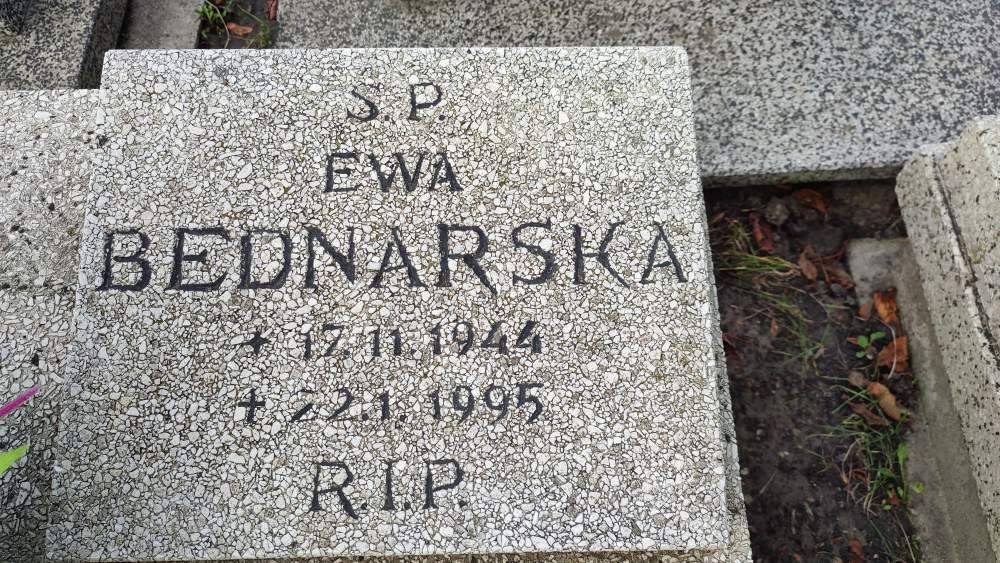 S.P.
EWA
BEDNARSKA
✦ 17.11.1944
+ 22.1.1995
R.I.P.